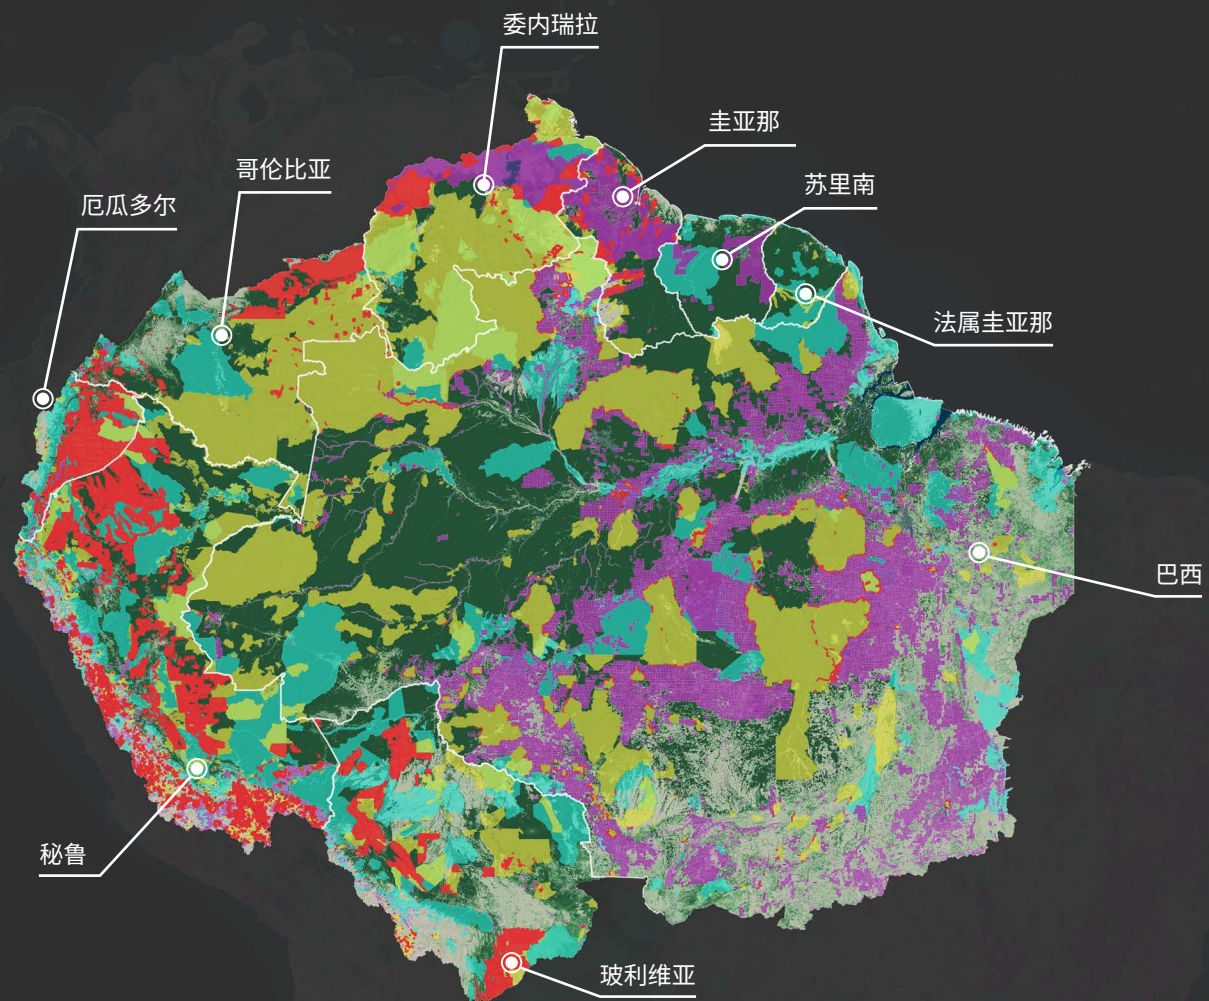 委内瑞拉
圭亚那
哥伦比亚
苏里南
厄瓜多尔
法属圭亚那
巴西
秘鲁
玻利维亚